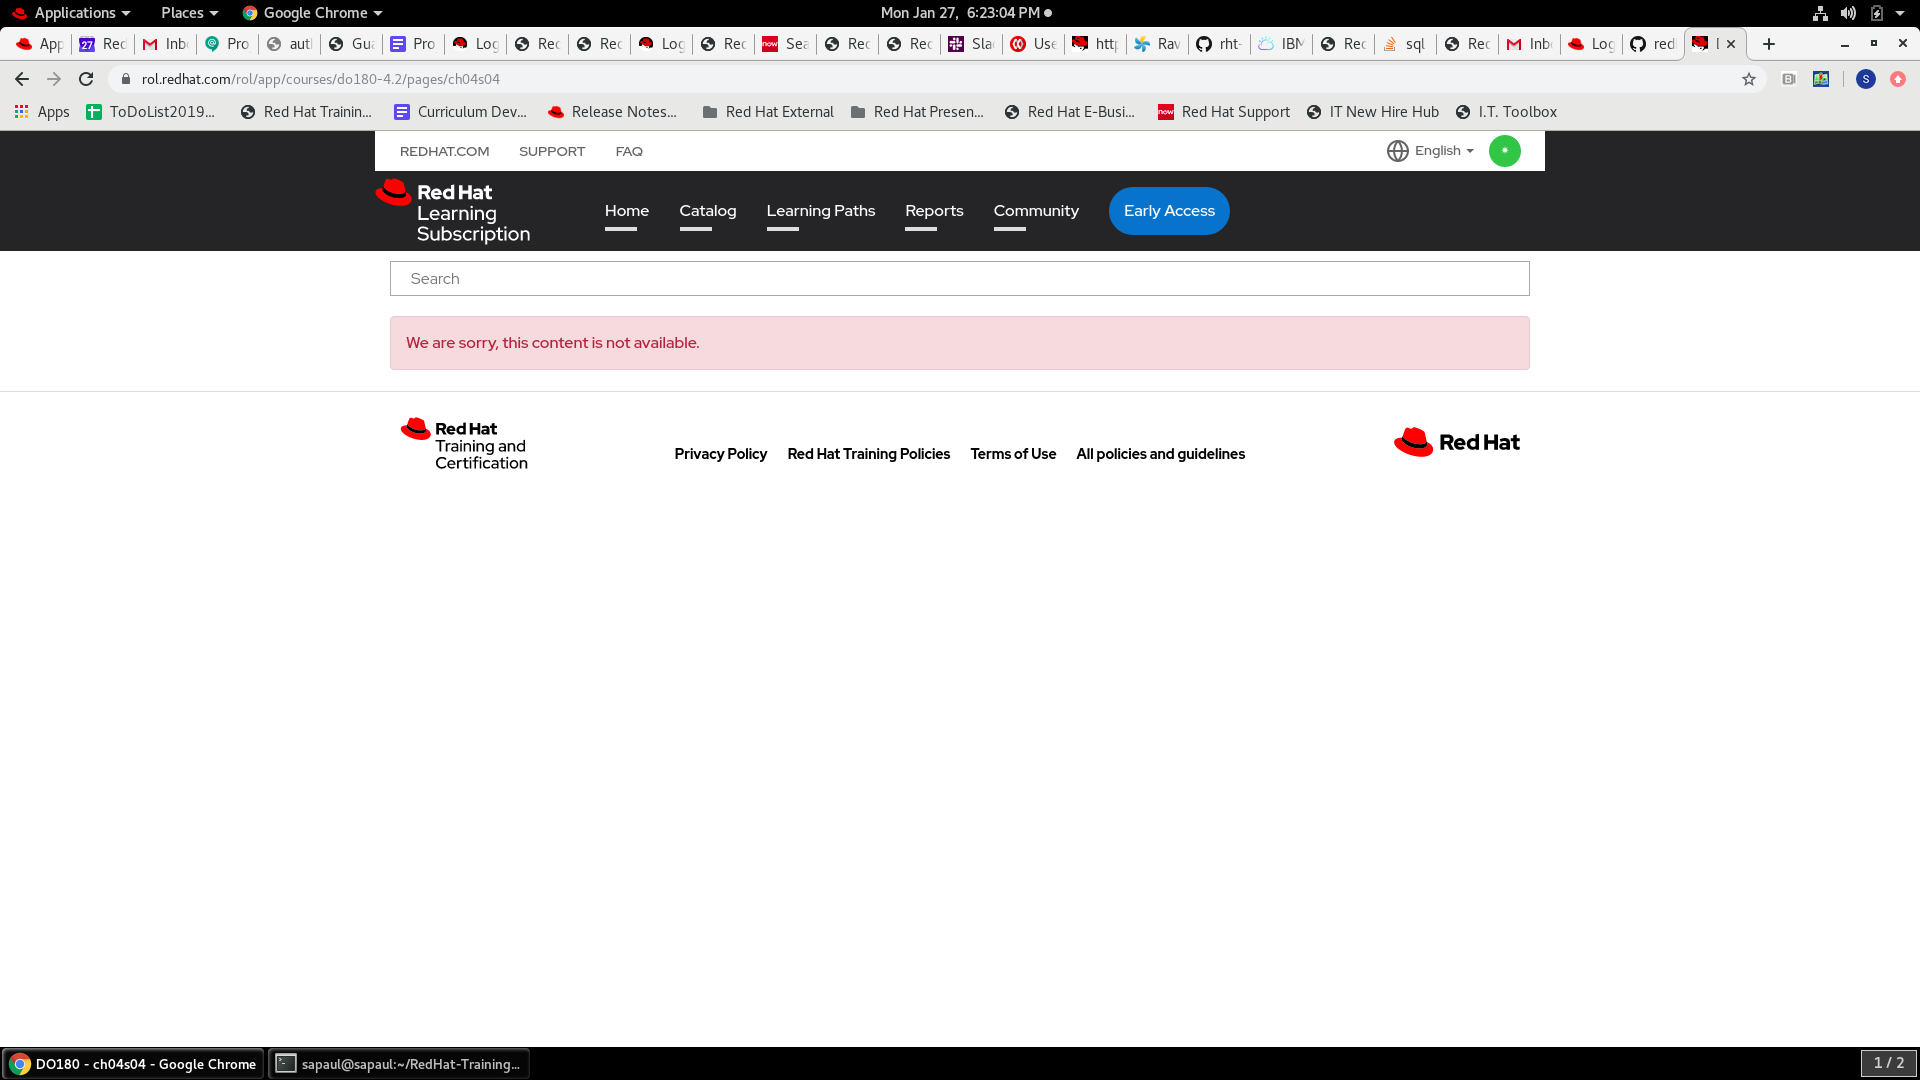 Applications Places Google Chrome Mon Jan 27, 6:23:04 PM
App Red Inb Pro aut Gua Pro Log Rec Rec Log Rec Sea Rec Rec Slac Use http Rav rht- IBM Rec sql Rec Inb Log redh
rol.redhat.com/rol/app/courses/do180-4.2/pages/ch04s04 S
Apps ToDoList2019... Red Hat Trainin... Curriculum Dev... Release Notes... Red Hat External Red Hat Presen... Red Hat E-Busi... now Red Hat Support IT New Hire Hub I.T. Toolbox
REDHAT.COM SUPPORT FAQ English
Red Hat
Learning
Subscription
Home Catalog Learning Paths Reports Community Early Access
Search
We are sorry, this content is not available.
Red Hat
Training and
Certification
Privacy Policy Red Hat Training Policies Terms of Use All policies and guidelines
Red Hat
DO180 - ch04s04 - Google Chrome sapaul@sapaul:~/RedHat-Training... 1 / 2